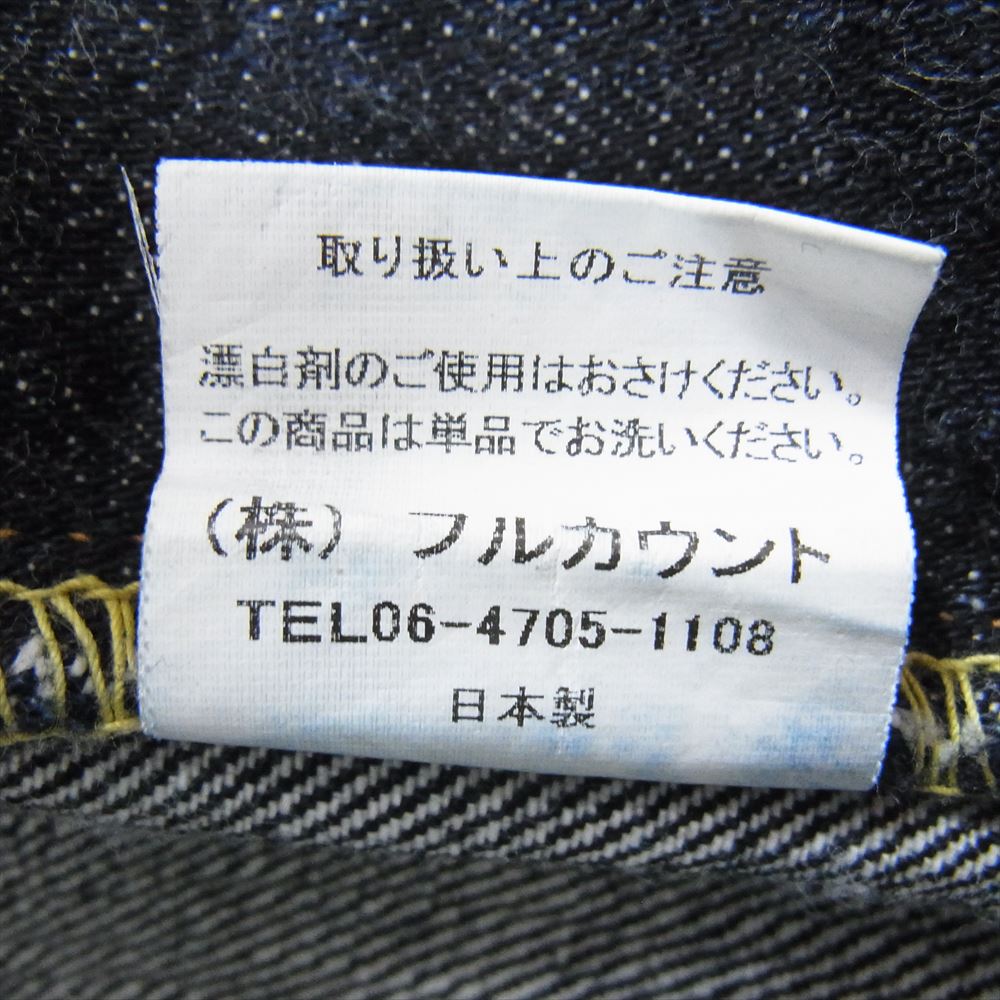 取り扱い上のご注意
漂白剤のご使用はおさけください。
この商品は単品でお洗いください。
(株) フルカウント
TEL06-4705-1108
日本製